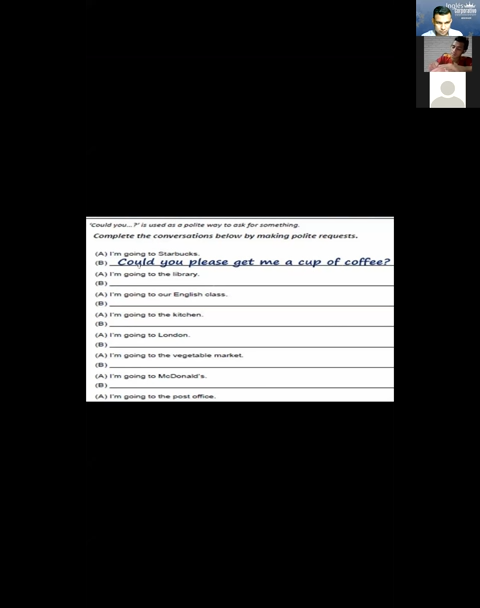 Inglés
Corporativo
'Could you...?' is used as a polite way to ask for something.
Complete the conversations below by making polite requests.
(A) I'm going to Starbucks.
(B) Could you please get me a cup of coffee?
(A) I'm going to the library.
(B)
(A) I'm going to our English class.
(B)
(A) I'm going to the kitchen.
(B)
(A) I'm going to London.
(B)
(A) I'm going to the vegetable market.
(B)
(A) I'm going to McDonald's.
(B)
(A) I'm going to the post office.